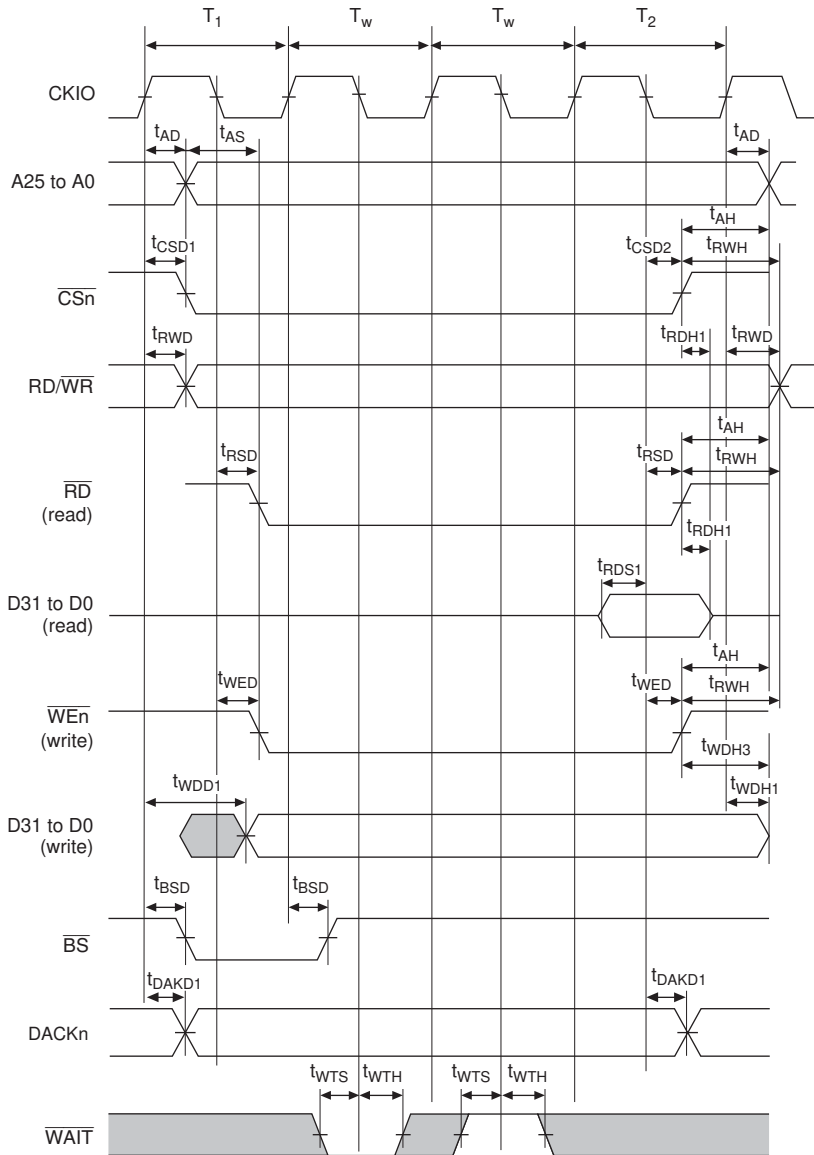 T1 Tw Tw T2
CKIO
tAD tAS tAD
A25 to A0
tAH
tCSD1 tCSD2 tRWH
CSn
tRWD tRDH1 tRWD
RD/WR
tAH
tRSD tRSD tRWH
RD
(read)
tRDH1
tRDS1
D31 to D0
(read)
tAH
tWED tWED tRWH
WEn
(write)
tWDH3
tWDD1 tWDH1
D31 to D0
(write)
tBSD tBSD
BS
tDAKD1 tDAKD1
DACKn
tWTS tWTH tWTS tWTH
WAIT